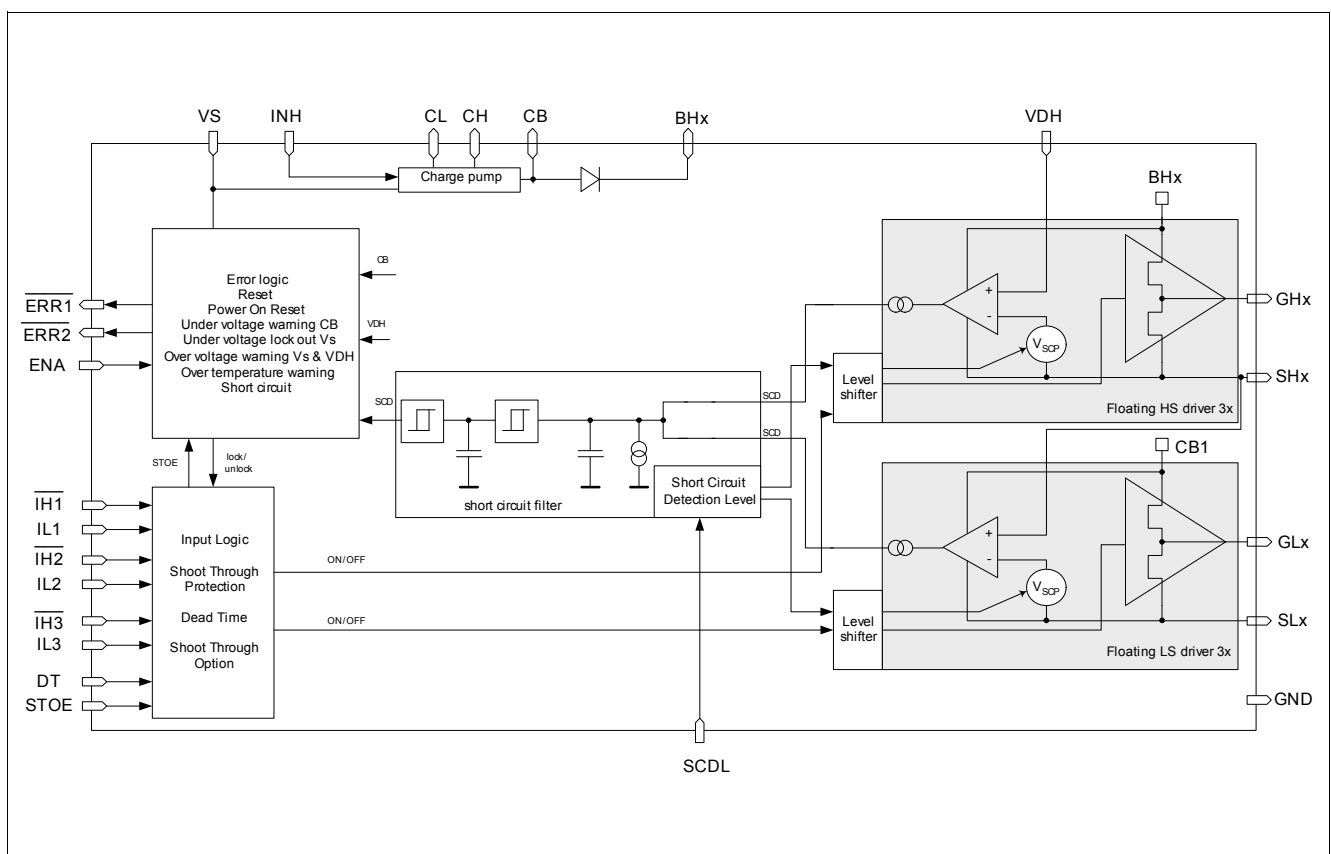 VS
INH
CL
CH
CB
BHx
VDH
Charge pump
BHx
Error logic
Reset
Power On Reset
Under voltage warning CB
Under voltage lock out Vs
Over voltage warning Vs & VDH
Over temperature warning
Short circuit
CB
VDH
ERR1
ERR2
ENA
SCD
SCD
SCD
short circuit filter
Short Circuit
Detection Level
Level
shifter
+
-
VSCP
GHx
SHx
Floating HS driver 3x
STOE
lock/
unlock
CB1
IH1
IL1
IH2
IL2
IH3
IL3
DT
STOE
Input Logic
Shoot Through
Protection
Dead Time
Shoot Through
Option
ON/OFF
ON/OFF
Level
shifter
+
-
VSCP
GLx
SLx
Floating LS driver 3x
GND
SCDL